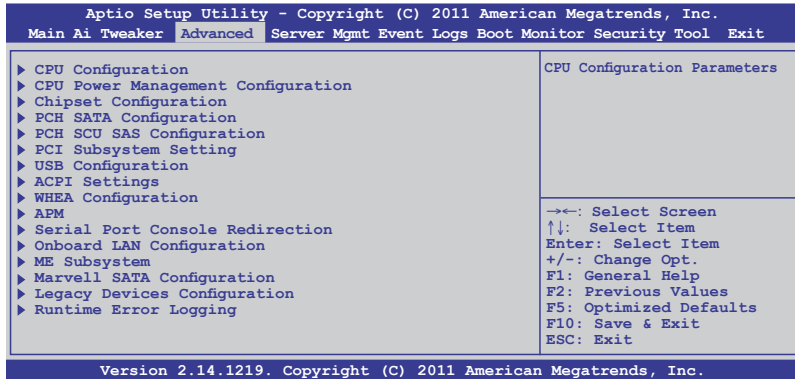 Aptio Setup Utility - Copyright (C) 2011 American Megatrends, Inc.
Main Ai Tweaker Advanced Server Mgmt Event Logs Boot Monitor Security Tool Exit
CPU Configuration
CPU Power Management Configuration
Chipset Configuration
PCH SATA Configuration
PCH SCU SAS Configuration
PCI Subsystem Setting
USB Configuration
ACPI Settings
WHEA Configuration
APM
Serial Port Console Redirection
Onboard LAN Configuration
ME Subsystem
Marvell SATA Configuration
Legacy Devices Configuration
Runtime Error Logging
CPU Configuration Parameters
→←: Select Screen
↑↓: Select Item
Enter: Select Item
+/-: Change Opt.
F1: General Help
F2: Previous Values
F5: Optimized Defaults
F10: Save & Exit
ESC: Exit
Version 2.14.1219. Copyright (C) 2011 American Megatrends, Inc.